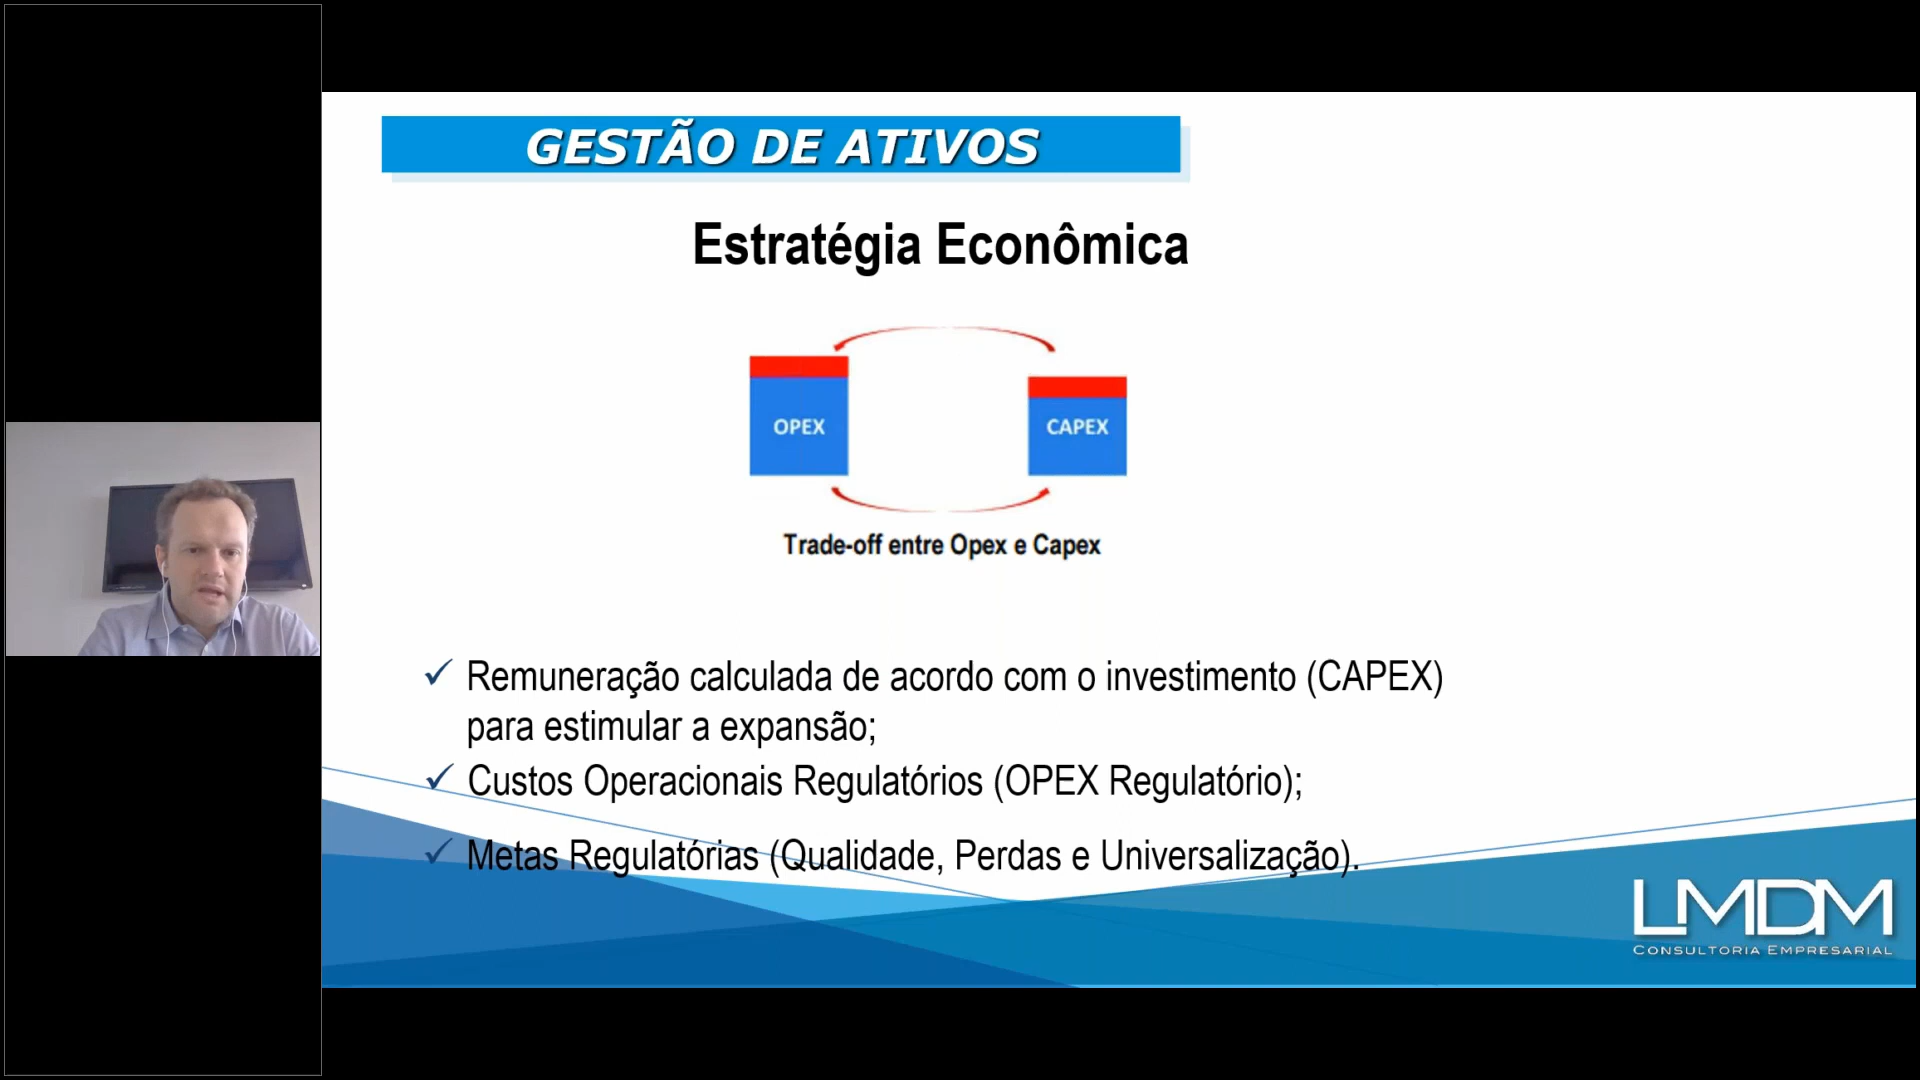 GESTÃO DE ATIVOS
Estratégia Econômica
OPEX
CAPEX
Trade-off entre Opex e Capex
✓ Remuneração calculada de acordo com o investimento (CAPEX)
para estimular a expansão;
✓ Custos Operacionais Regulatórios (OPEX Regulatório);
✓ Metas Regulatórias (Qualidade, Perdas e Universalização).
LMDM
CONSULTORIA EMPRESARIAL